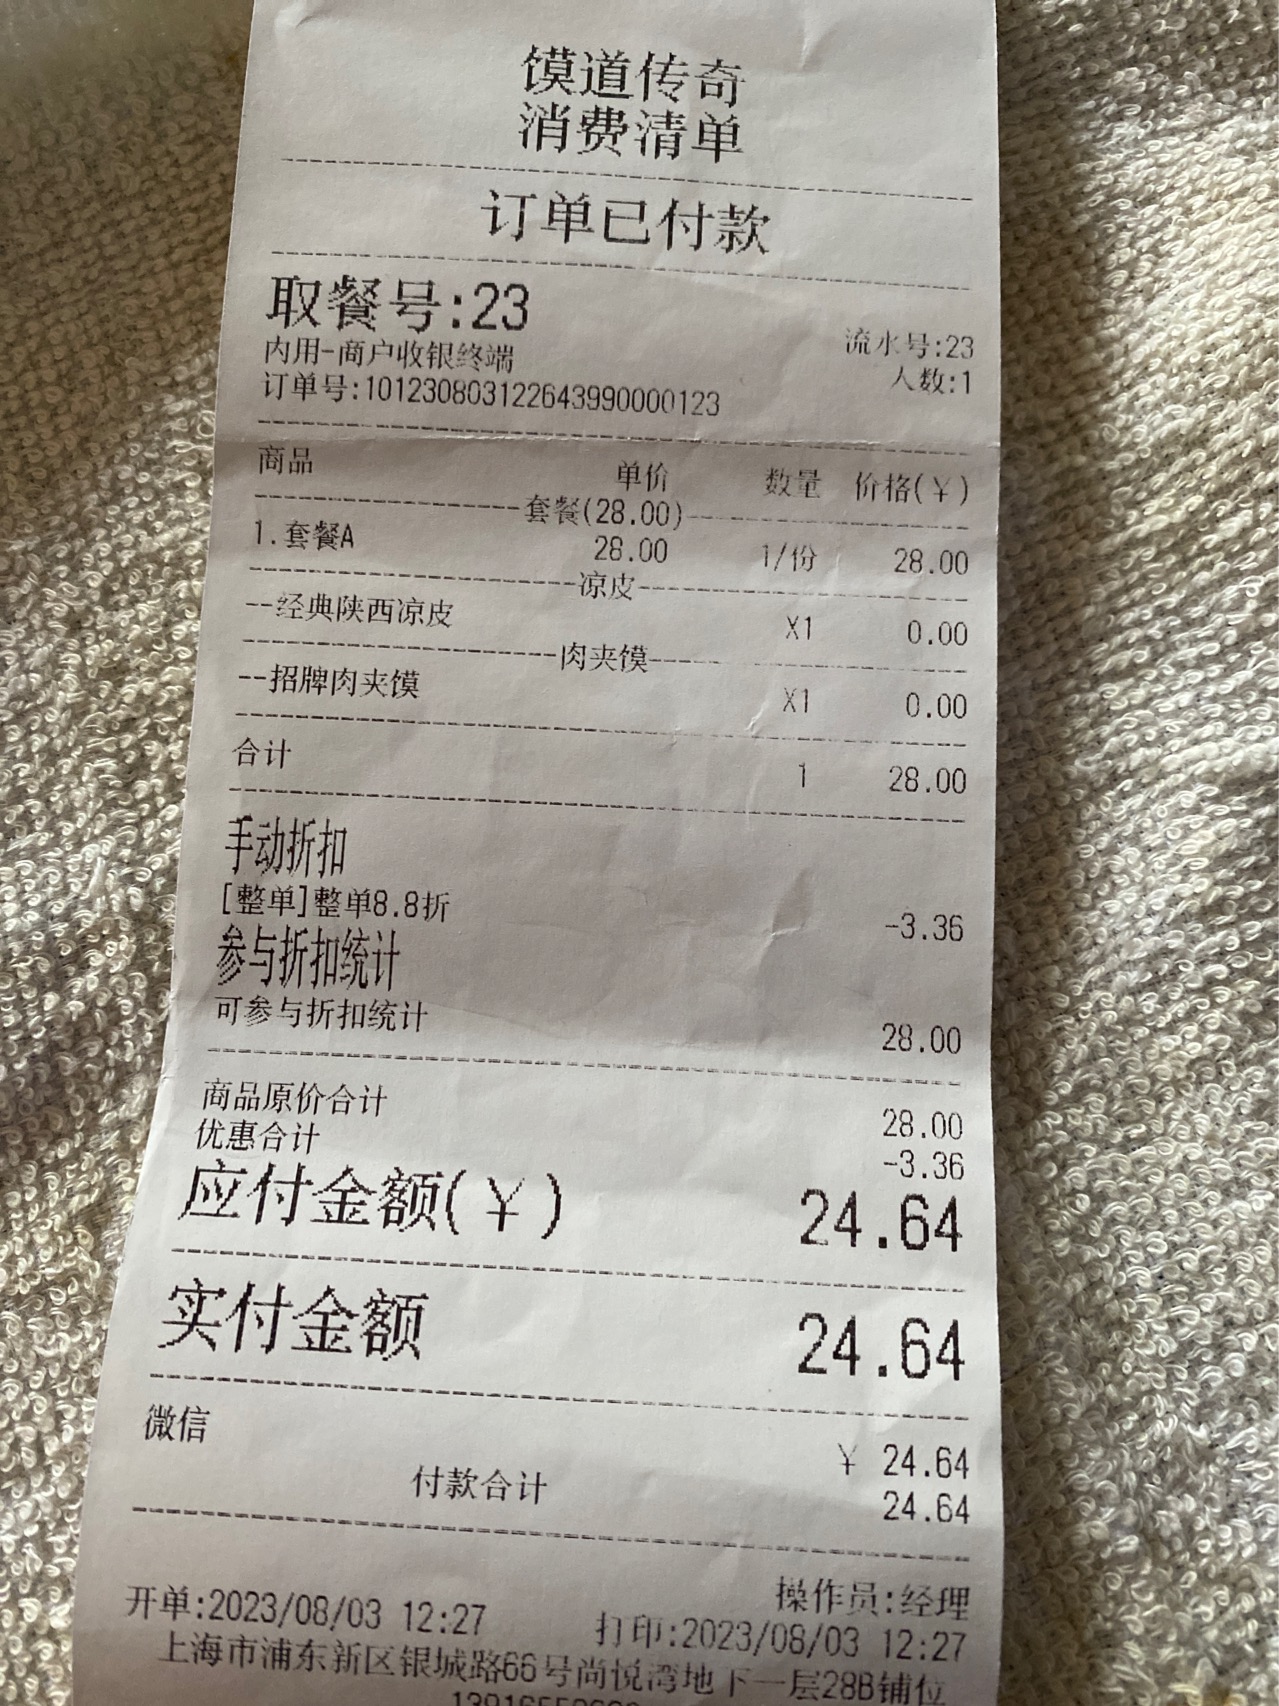 馍道传奇
消费清单
订单已付款
取餐号:23
流水号:23
内用-商户收银终端
人数:1
订单号:101230803122643990000123
商品 单价 数量 价格(￥)
套餐(28.00)
1.套餐A 28.00 1/份 28.00
凉皮
--经典陕西凉皮 X1 0.00
肉夹馍
--招牌肉夹馍 X1 0.00
合计 1 28.00
手动折扣
[整单]整单8.8折 -3.36
参与折扣统计
可参与折扣统计 28.00
商品原价合计 28.00
优惠合计 -3.36
应付金额(￥) 24.64
实付金额 24.64
微信 ￥ 24.64
付款合计 24.64
操作员:经理
开单:2023/08/03 12:27 打印:2023/08/03 12:27
上海市浦东新区银城路66号尚悦湾地下一层28B铺位